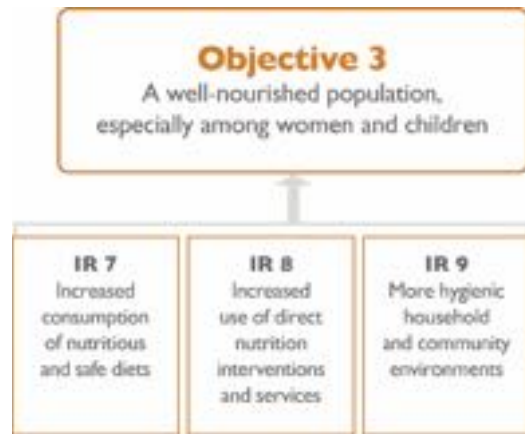 Objective 3
A well-nourished population,
especially among women and children
IR 7
Increased
consumption
of nutritious
and safe diets
IR 8
Increased
use of direct
nutrition
interventions
and services
IR 9
More hygienic
household
and community
environments